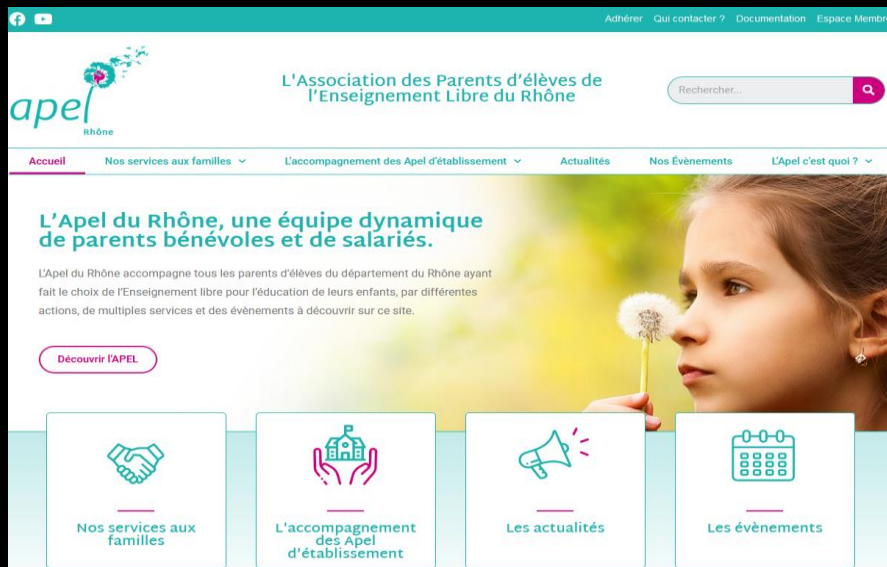 Adhérer Qui contacter ? Documentation Espace Membre
apel
Rhône
L'Association des Parents d'élèves de
l'Enseignement Libre du Rhône
Rechercher...
Accueil Nos services aux familles L'accompagnement des Apel d'établissement Actualités Nos Évènements L'Apel c'est quoi ?
L'Apel du Rhône, une équipe dynamique
de parents bénévoles et de salariés.
L'Apel du Rhône accompagne tous les parents d'élèves du département du Rhône ayant
fait le choix de l'Enseignement libre pour l'éducation de leurs enfants, par différentes
actions, de multiples services et des évènements à découvrir sur ce site.
Découvrir l'APEL
Nos services aux
familles
L'accompagnement
des Apel
d'établissement
Les actualités
Les évènements